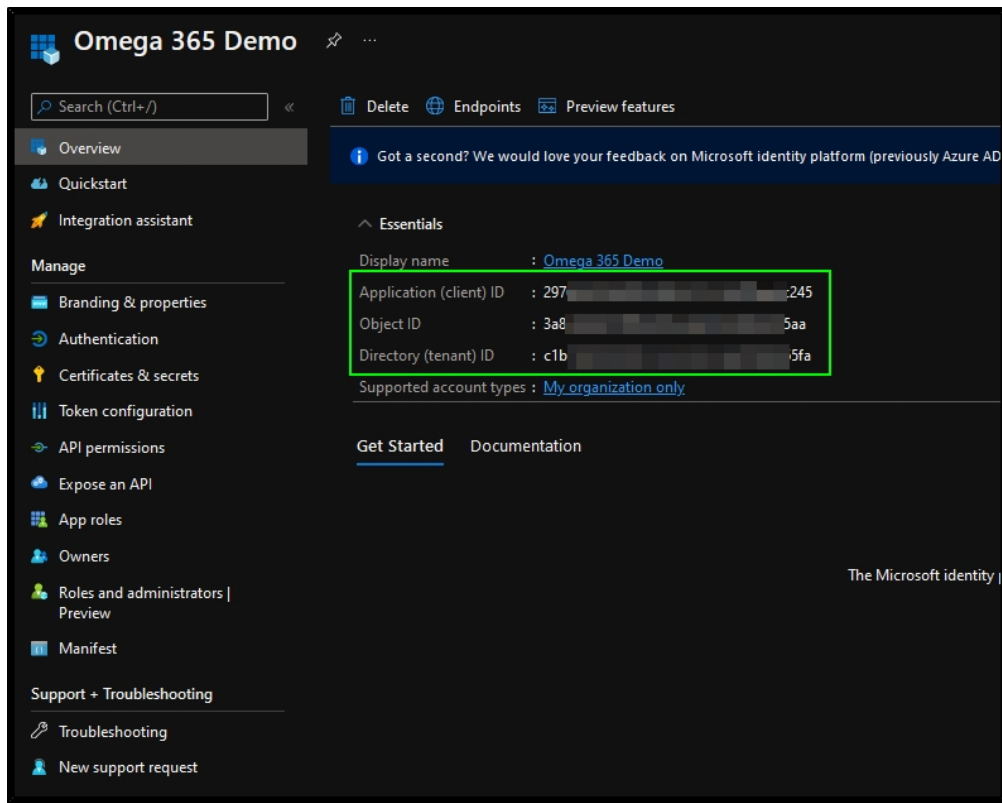 Omega 365 Demo
Search (Ctrl+/)
Delete Endpoints Preview features
Overview
Got a second? We would love your feedback on Microsoft identity platform (previously Azure AD
Quickstart
Integration assistant
Essentials
Manage
Display name : Omega 365 Demo
Application (client) ID : 297 245
Object ID : 3a8 5aa
Directory (tenant) ID : c1b 5fa
Supported account types : My organization only
Branding & properties
Authentication
Certificates & secrets
Token configuration
API permissions
Expose an API
App roles
Owners
Roles and administrators |
Preview
Manifest
Get Started Documentation
The Microsoft identity
Support + Troubleshooting
Troubleshooting
New support request